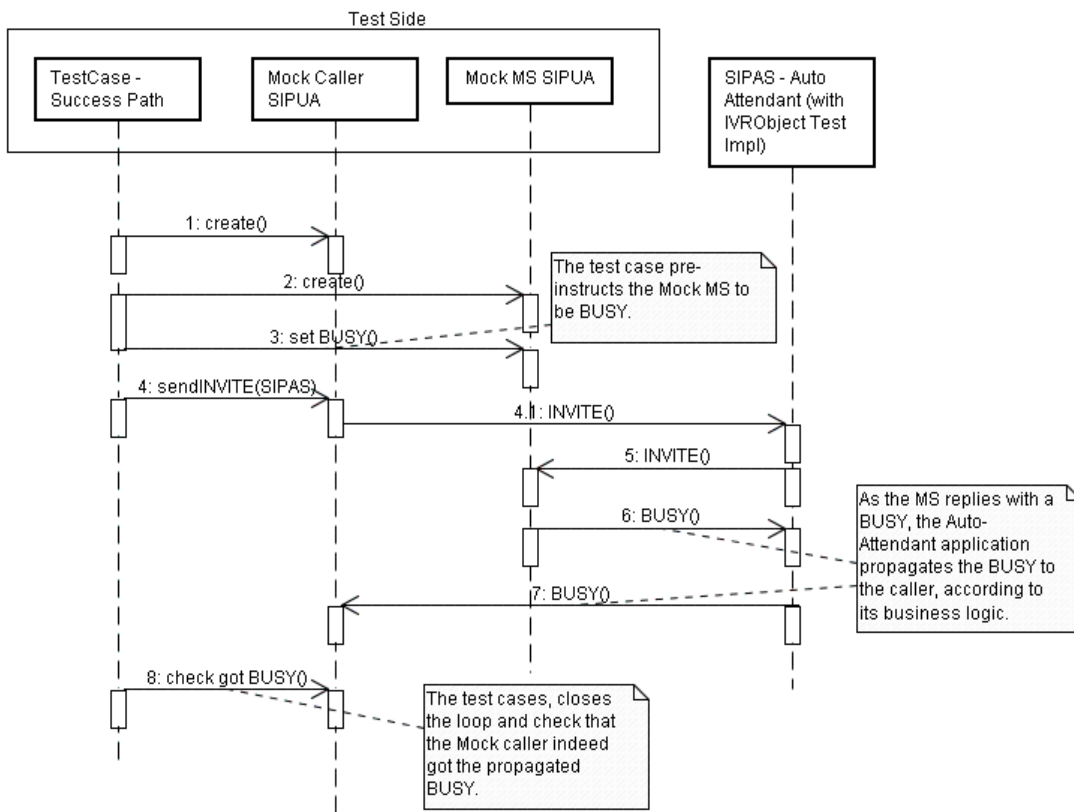 Test Side
TestCase -
Success Path
Mock Caller
SIPUA
Mock MS SIPUA
SIPAS - Auto
Attendant (with
IVRObject Test
Impl)
1: create()
2: create()
The test case pre-
instructs the Mock MS to
be BUSY.
3: set BUSY()
4: sendINVITE(SIPAS)
4.1: INVITE()
5: INVITE()
6: BUSY()
As the MS replies with a
BUSY, the Auto-
Attendant application
propagates the BUSY to
the caller, according to
its business logic.
7: BUSY()
8: check got BUSY()
The test cases, closes
the loop and check that
the Mock caller indeed
got the propagated
BUSY.